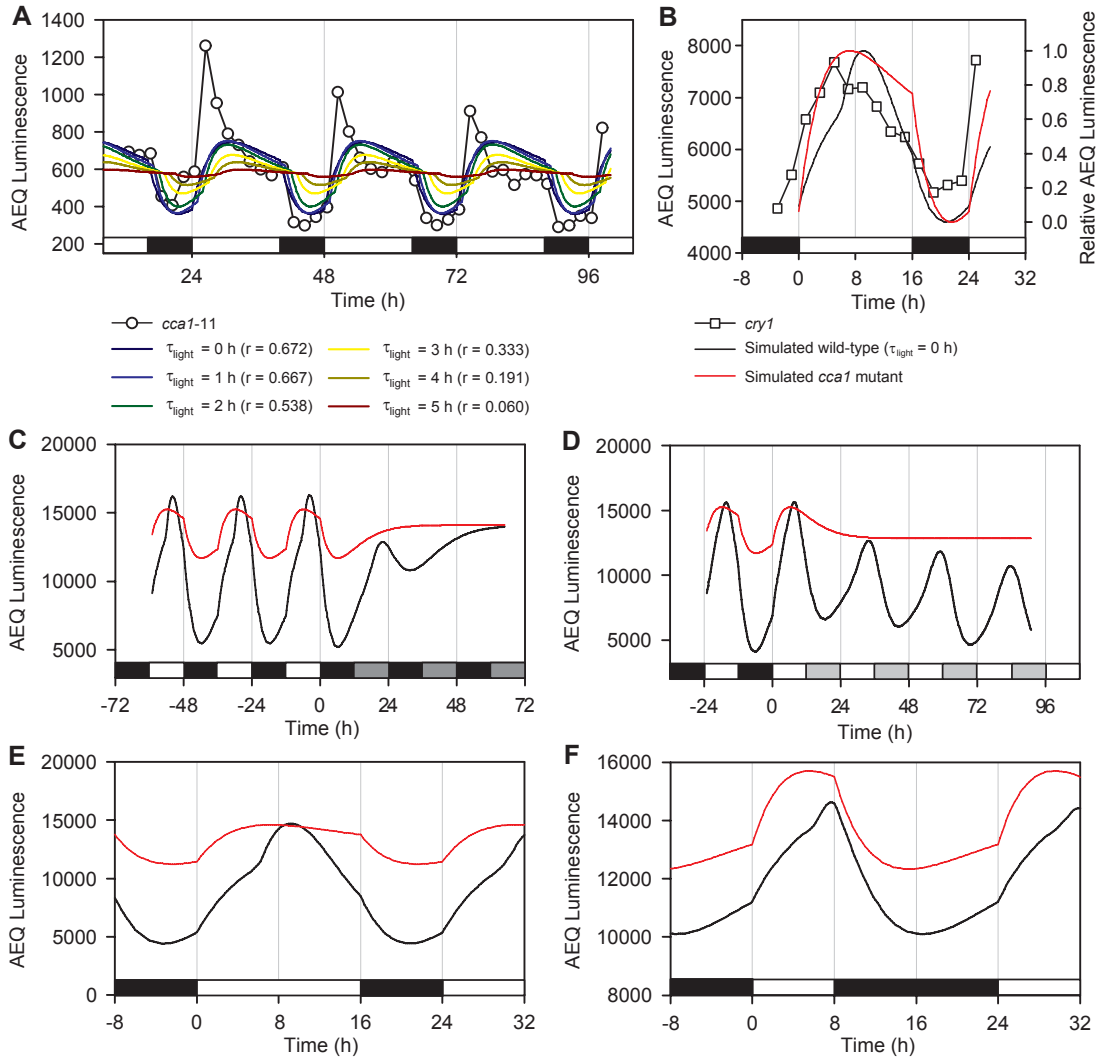 A
AEQ Luminescence
1400
1200
1000
800
600
400
200
24
48
72
96
Time (h)
cca1-11
τlight = 0 h (r = 0.672)
τlight = 1 h (r = 0.667)
τlight = 2 h (r = 0.538)
τlight = 3 h (r = 0.333)
τlight = 4 h (r = 0.191)
τlight = 5 h (r = 0.060)
B
AEQ Luminescence
8000
7000
6000
5000
4000
1.0
0.8
0.6
0.4
0.2
0.0
Relative AEQ Luminescence
-8
0
8
16
24
32
Time (h)
cry1
Simulated wild-type (τlight = 0 h)
Simulated cca1 mutant
C
AEQ Luminescence
20000
15000
10000
5000
-72
-48
-24
0
24
48
72
Time (h)
D
AEQ Luminescence
20000
15000
10000
5000
-24
0
24
48
72
96
Time (h)
E
AEQ Luminescence
20000
15000
10000
5000
0
-8
0
8
16
24
32
Time (h)
F
AEQ Luminescence
16000
14000
12000
10000
8000
-8
0
8
16
24
32
Time (h)